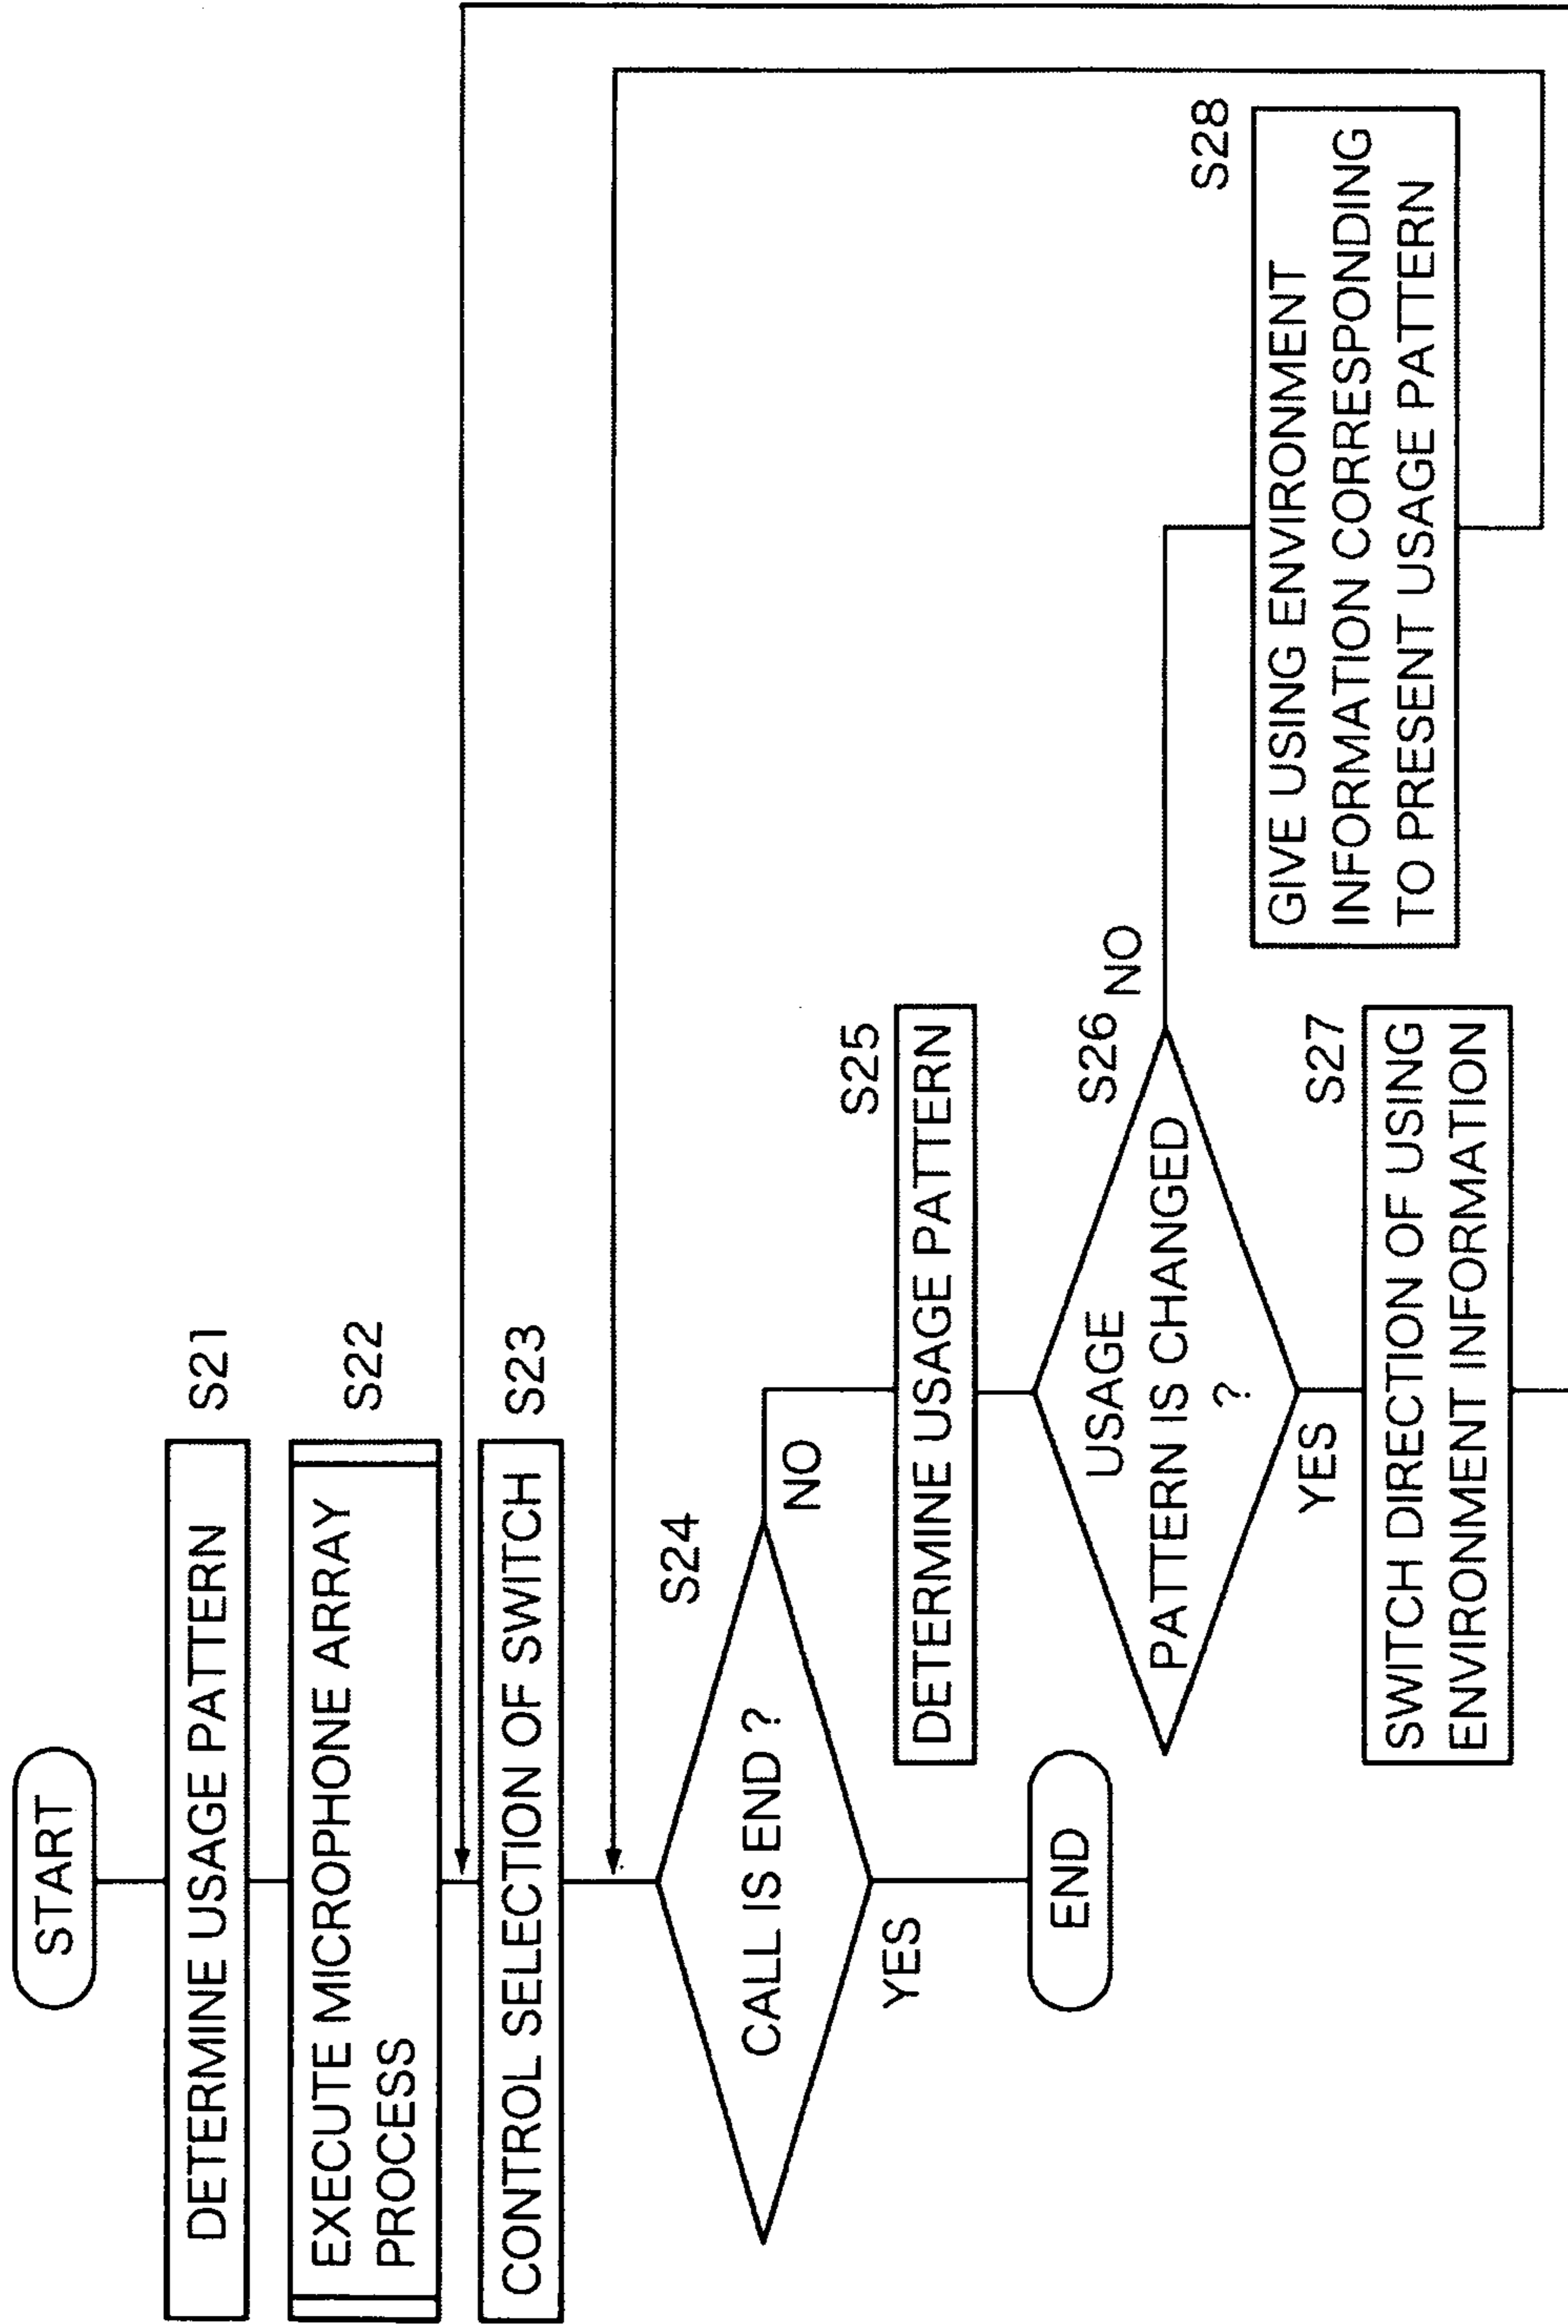 START
DETERMINE USAGE PATTERN
S21
EXECUTE MICROPHONE ARRAY
PROCESS
S22
CONTROL SELECTION OF SWITCH
S23
CALL IS END ?
S24
NO
YES
END
DETERMINE USAGE PATTERN
S25
USAGE
PATTERN IS CHANGED
?
S26
NO
YES
SWITCH DIRECTION OF USING
ENVIRONMENT INFORMATION
S27
GIVE USING ENVIRONMENT
INFORMATION CORRESPONDING
TO PRESENT USAGE PATTERN
S28